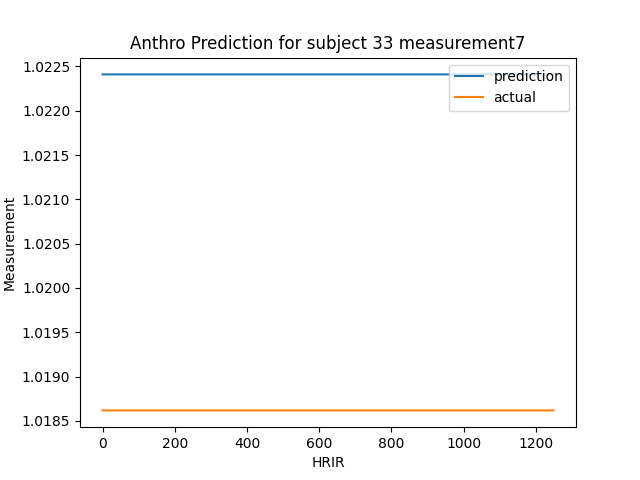 Anthro Prediction for subject 33 measurement7
prediction
actual
1.0225
1.0220
1.0215
1.0210
1.0205
1.0200
1.0195
1.0190
1.0185
Measurement
0 200 400 600 800 1000 1200
HRIR